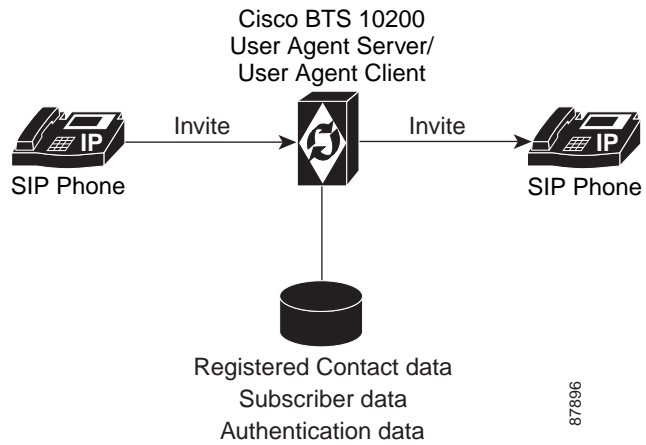 Cisco BTS 10200
User Agent Server/
User Agent Client
Invite
Invite
IP
IP
SIP Phone
SIP Phone
Registered Contact data
Subscriber data
Authentication data
87896